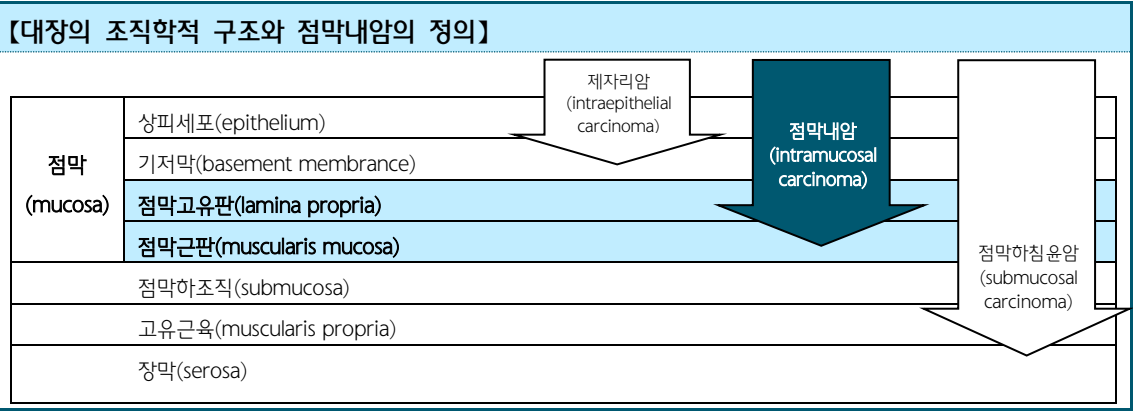 【대장의 조직학적 구조와 점막내암의 정의】
제자리암
(intraepithelial
carcinoma)
점막내암
(intramucosal
carcinoma)
점막하침윤암
(submucosal
carcinoma)
점막
(mucosa)
상피세포(epithelium)
기저막(basement membrance)
점막고유판(lamina propria)
점막근판(muscularis mucosa)
점막하조직(submucosa)
고유근육(muscularis propria)
장막(serosa)